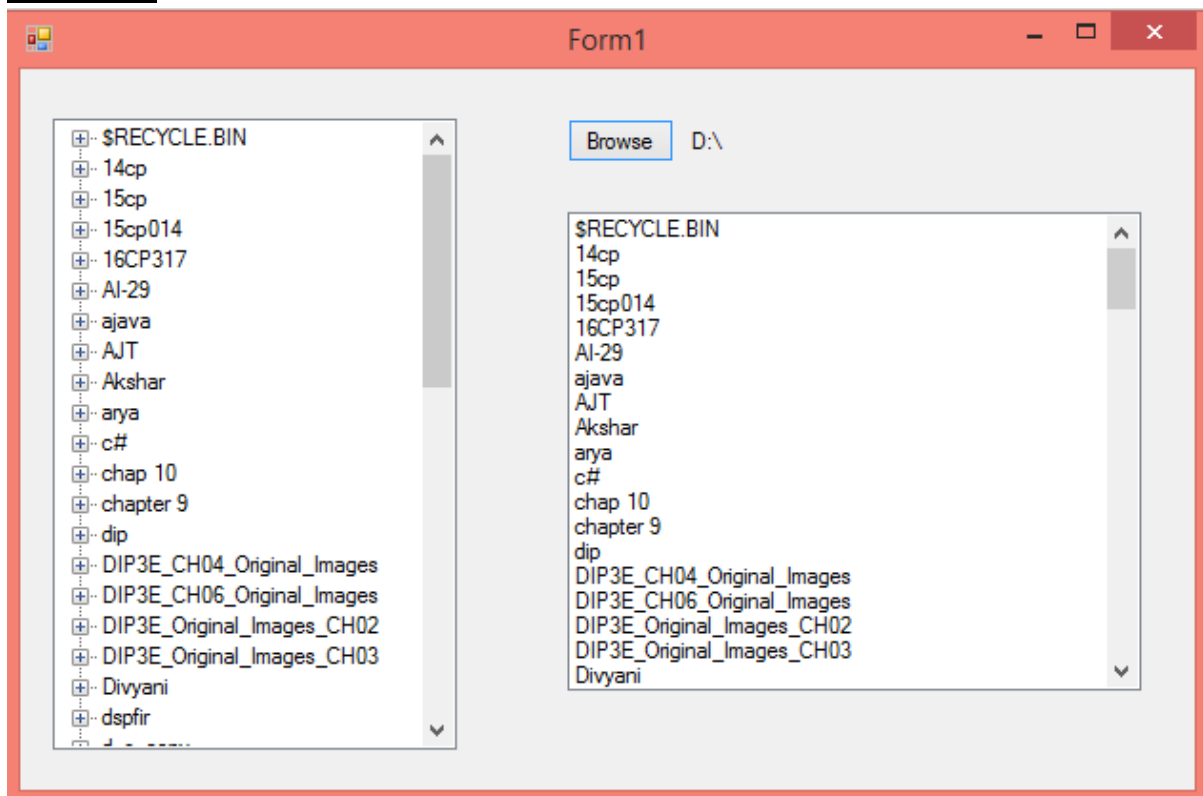 Form1
$RECYCLE.BIN
14cp
15cp
15cp014
16CP317
AI-29
ajava
AJT
Akshar
arya
c#
chap 10
chapter 9
dip
DIP3E_CH04_Original_Images
DIP3E_CH06_Original_Images
DIP3E_Original_Images_CH02
DIP3E_Original_Images_CH03
Divyani
dspfir
Browse D:\
$RECYCLE.BIN
14cp
15cp
15cp014
16CP317
AI-29
ajava
AJT
Akshar
arya
c#
chap 10
chapter 9
dip
DIP3E_CH04_Original_Images
DIP3E_CH06_Original_Images
DIP3E_Original_Images_CH02
DIP3E_Original_Images_CH03
Divyani